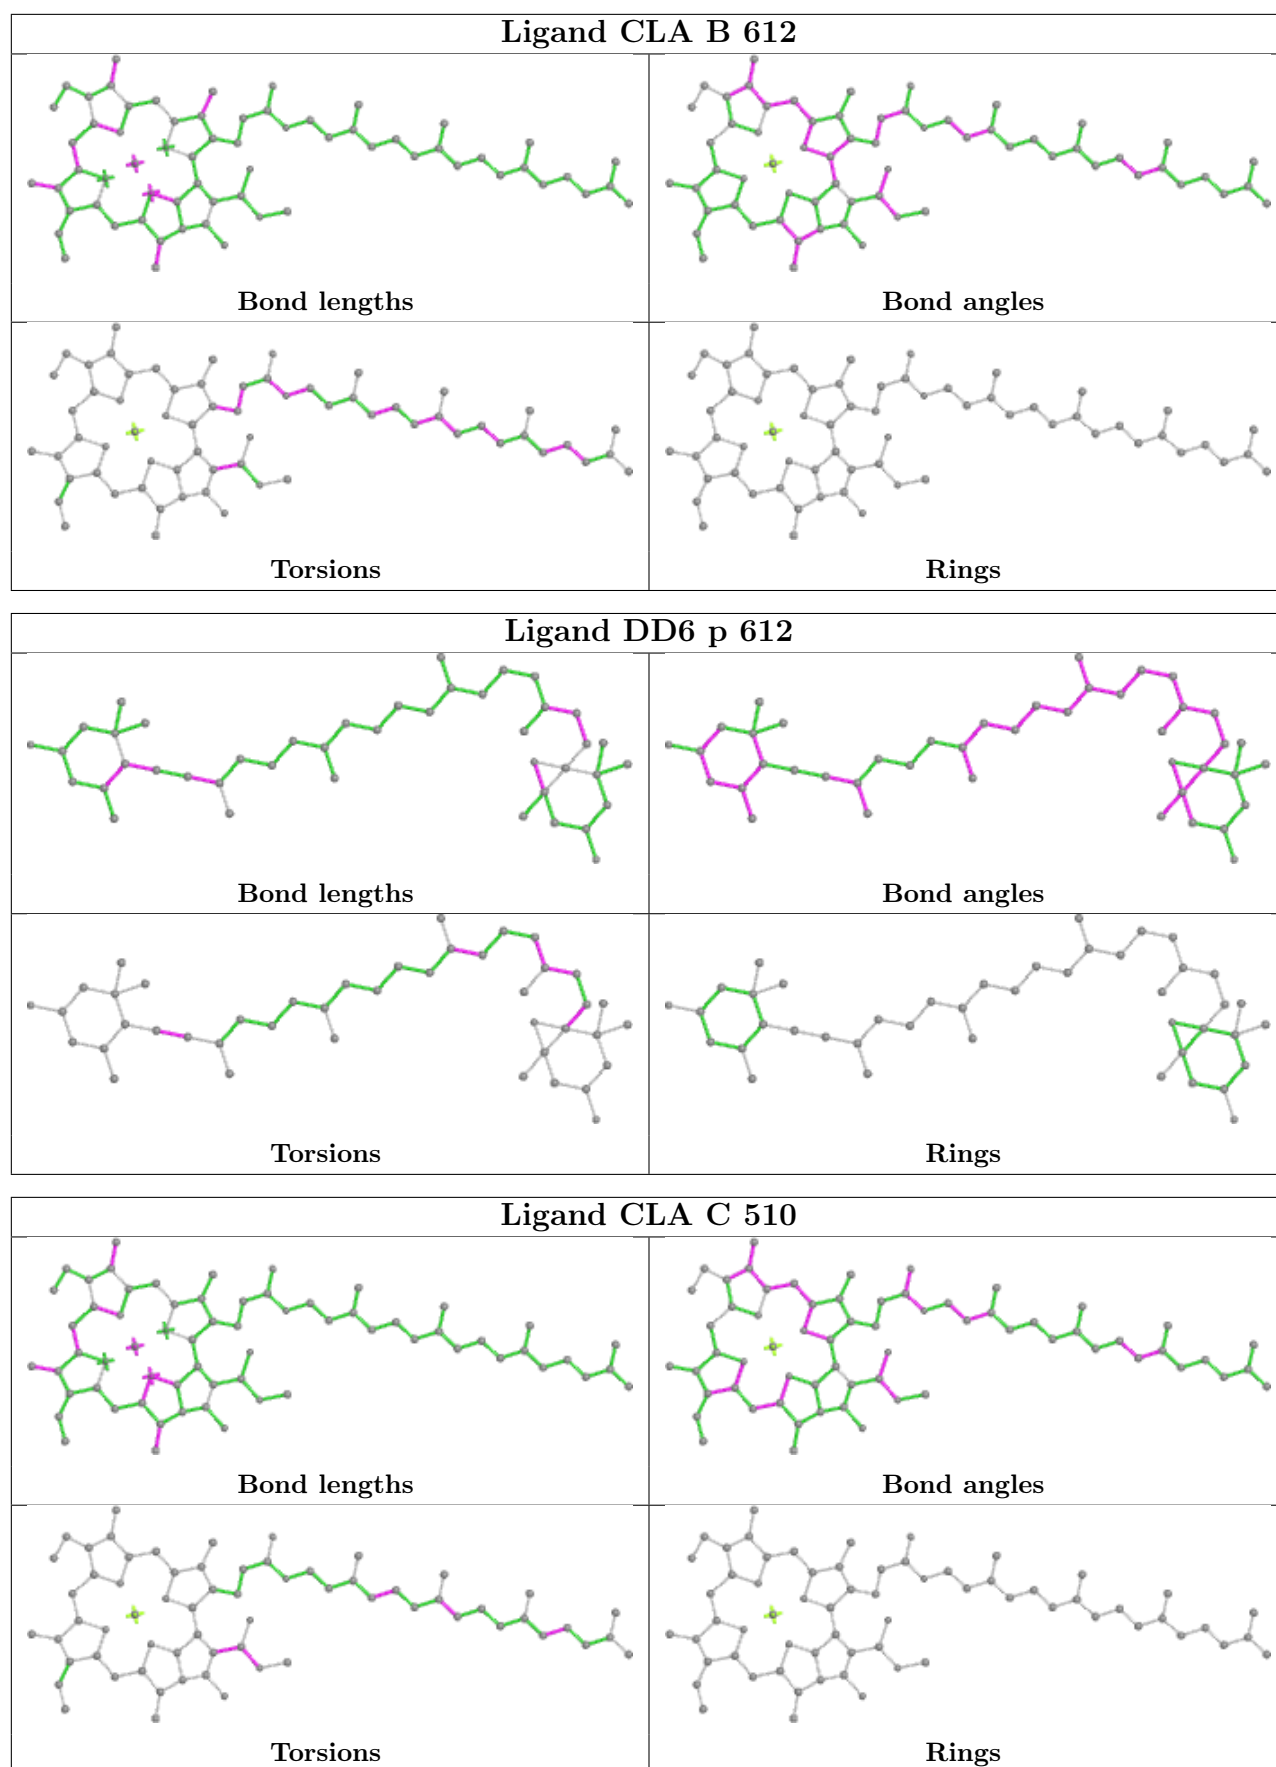 Ligand CLA B 612
Bond lengths
Bond angles
Torsions
Rings
Ligand DD6 p 612
Bond lengths
Bond angles
Torsions
Rings
Ligand CLA C 510
Bond lengths
Bond angles
Torsions
Rings